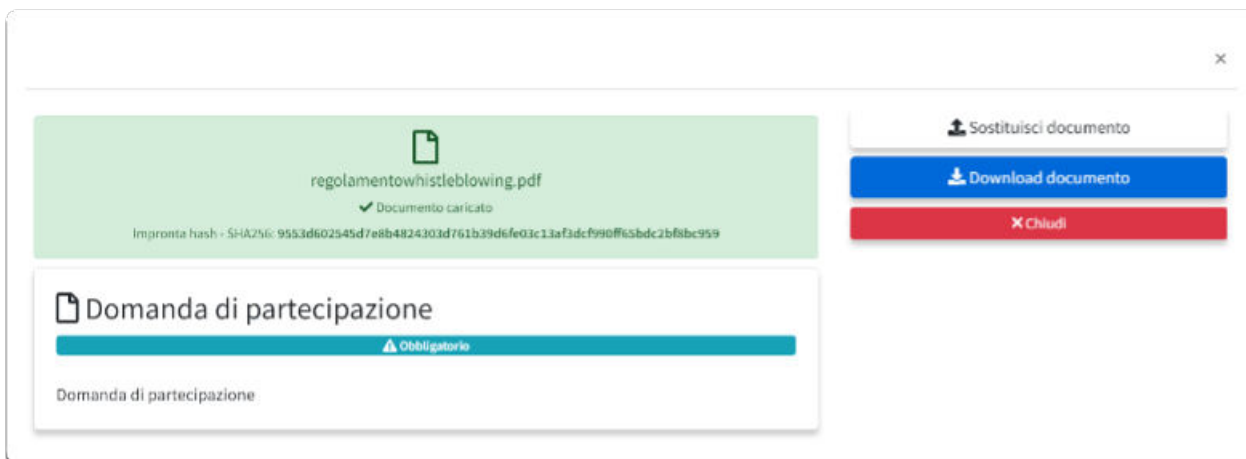 ×
regolamentowhistleblowing.pdf
Documento caricato
Impronta hash - SHA256: 9553d602545d7e8b4824303d761b39d6fe03c13af3dcf990ff65bdc2bf8bc959
Domanda di partecipazione
Obbligatorio
Domanda di partecipazione
Sostituisci documento
Download documento
Chiudi